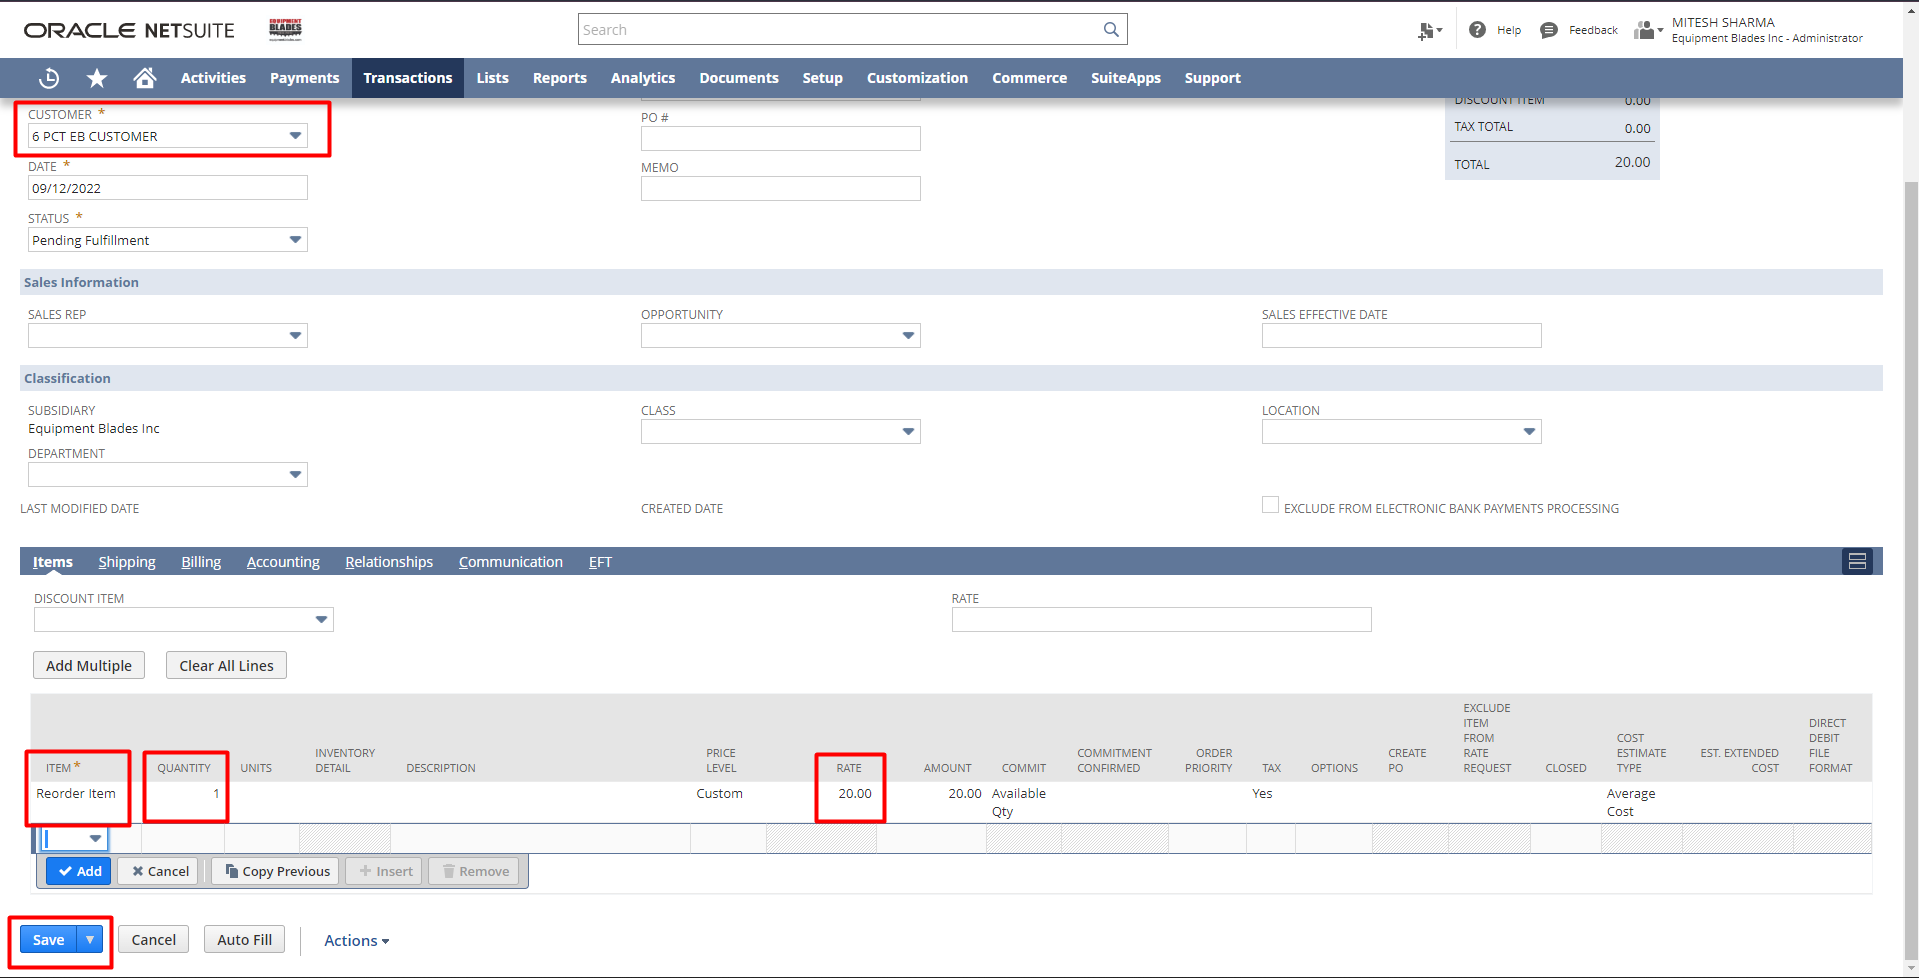 ORACLE NETSUITE
EQUIPMENT
BLADES
Search
Help
Feedback
MITESH SHARMA
Equipment Blades Inc - Administrator
Activities Payments Transactions Lists Reports Analytics Documents Setup Customization Commerce SuiteApps Support
CUSTOMER *
6 PCT EB CUSTOMER
DATE *
09/12/2022
STATUS *
Pending Fulfillment
PO #
MEMO
DISCOUNT ITEM 0.00
TAX TOTAL 0.00
TOTAL 20.00
Sales Information
SALES REP
OPPORTUNITY
SALES EFFECTIVE DATE
Classification
SUBSIDIARY
Equipment Blades Inc
CLASS
LOCATION
DEPARTMENT
LAST MODIFIED DATE
CREATED DATE
EXCLUDE FROM ELECTRONIC BANK PAYMENTS PROCESSING
Items Shipping Billing Accounting Relationships Communication EFT
DISCOUNT ITEM
RATE
Add Multiple
Clear All Lines
ITEM *
QUANTITY
UNITS
INVENTORY
DETAIL
DESCRIPTION
PRICE
LEVEL
RATE
AMOUNT
COMMIT
COMMITMENT
CONFIRMED
ORDER
PRIORITY
TAX
OPTIONS
CREATE
PO
EXCLUDE
ITEM
FROM
RATE
REQUEST
CLOSED
COST
ESTIMATE
TYPE
EST. EXTENDED
COST
DIRECT
DEBIT
FILE
FORMAT
Reorder Item
1
Custom
20.00
20.00
Available
Qty
Yes
Average
Cost
Add
Cancel
Copy Previous
Insert
Remove
Save
Cancel
Auto Fill
Actions